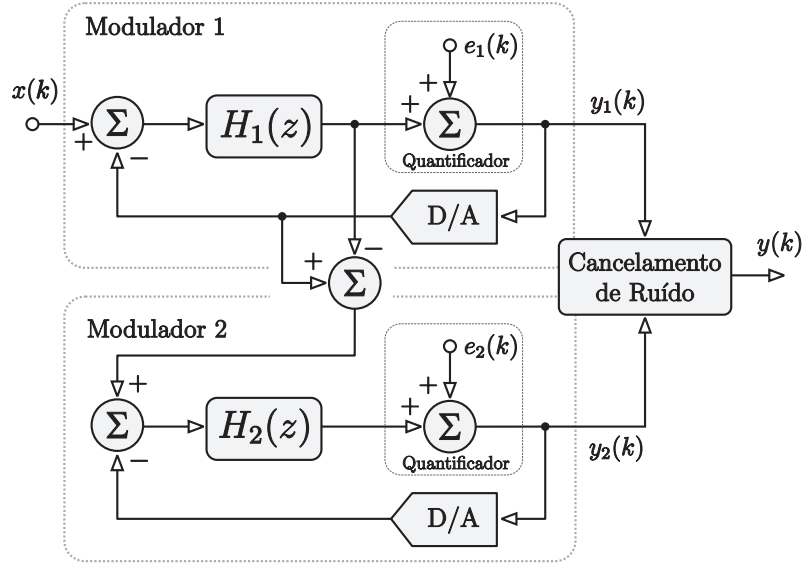 Modulador 1
e₁(k)
x(k)
+
+
y₁(k)
Σ
H₁(z)
Σ
+
−
Quantificador
D/A
y(k)
−
+
Σ
Cancelamento
de Ruído
Modulador 2
e₂(k)
+
+
+
Σ
H₂(z)
Σ
−
Quantificador
y₂(k)
D/A